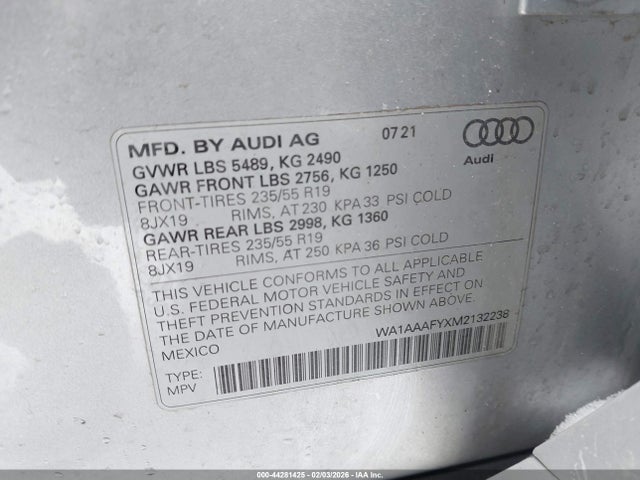 MFD. BY AUDI AG 07 21
Audi
GVWR LBS 5489, KG 2490
GAWR FRONT LBS 2756, KG 1250
FRONT-TIRES 235/55 R19
8JX19 RIMS, AT 230 KPA 33 PSI COLD
GAWR REAR LBS 2998, KG 1360
REAR-TIRES 235/55 R19
8JX19 RIMS, AT 250 KPA 36 PSI COLD
THIS VEHICLE CONFORMS TO ALL APPLICABLE
U.S. FEDERAL MOTOR VEHICLE SAFETY AND
THEFT PREVENTION STANDARDS IN EFFECT ON
THE DATE OF MANUFACTURE SHOWN ABOVE.
MEXICO
WA1AAAFYXM2132238
TYPE:
MPV
000-44281425 - 02/03/2026 - IAA Inc.